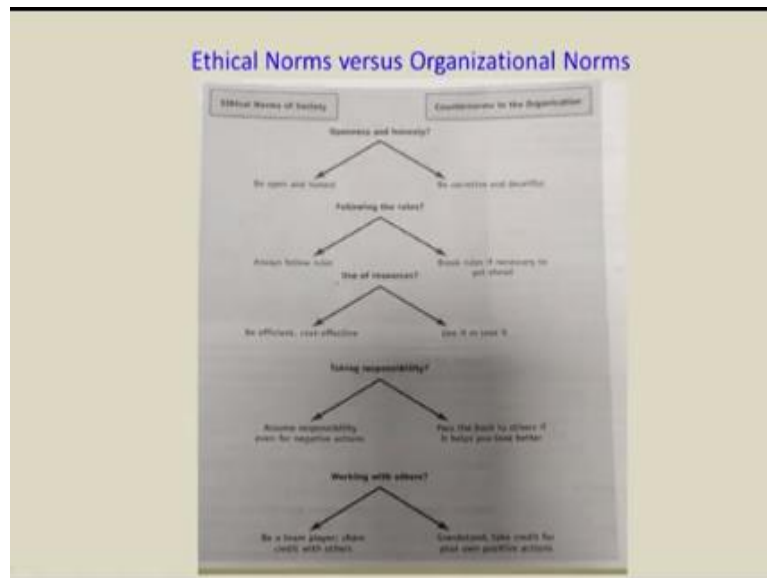 Ethical Norms versus Organizational Norms
Ethical Norms of Society
Counternorms in the Organization
Openness and honesty?
Be open and honest
Be secretive and deceitful
Following the rules?
Always follow rules
Break rules if necessary to
get ahead
Use of resources?
Be efficient, cost-effective
Use it or lose it
Taking responsibility?
Assume responsibility
even for negative actions
Pass the buck to others if
it helps you look better
Working with others?
Be a team player; share
credit with others
Grandstand, take credit for
your own positive actions